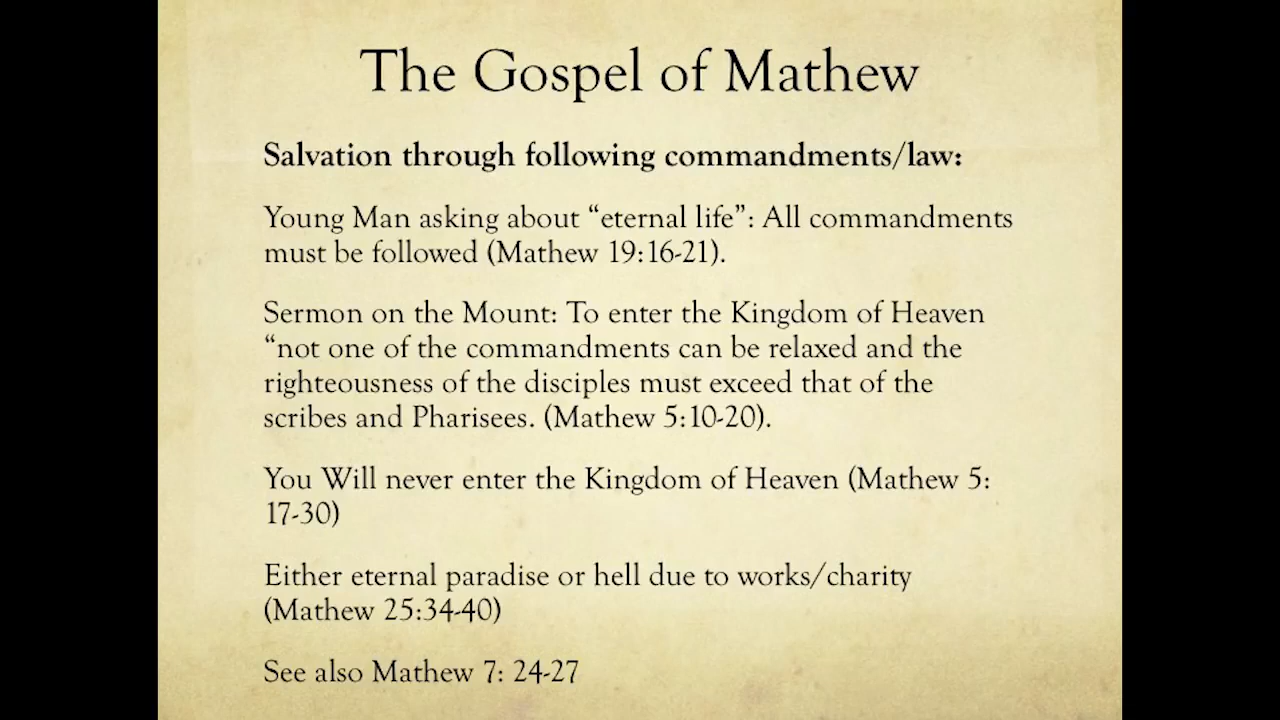 The Gospel of Mathew
Salvation through following commandments/law:
Young Man asking about “eternal life”: All commandments
must be followed (Mathew 19:16-21).
Sermon on the Mount: To enter the Kingdom of Heaven
“not one of the commandments can be relaxed and the
righteousness of the disciples must exceed that of the
scribes and Pharisees. (Mathew 5:10-20).
You Will never enter the Kingdom of Heaven (Mathew 5:
17-30)
Either eternal paradise or hell due to works/charity
(Mathew 25:34-40)
See also Mathew 7: 24-27